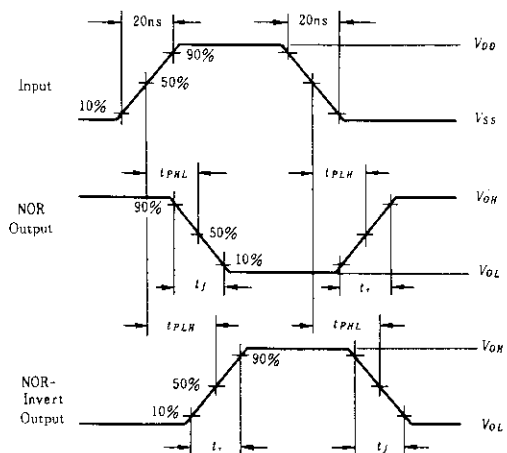 20ns
20ns
90%
V_DD
Input
50%
10%
V_SS
t_PHL
t_PLH
NOR
Output
90%
V_OH
50%
10%
V_OL
t_f
t_r
t_PLH
t_PHL
NOR-
Invert
Output
90%
V_OH
50%
10%
V_OL
t_r
t_f